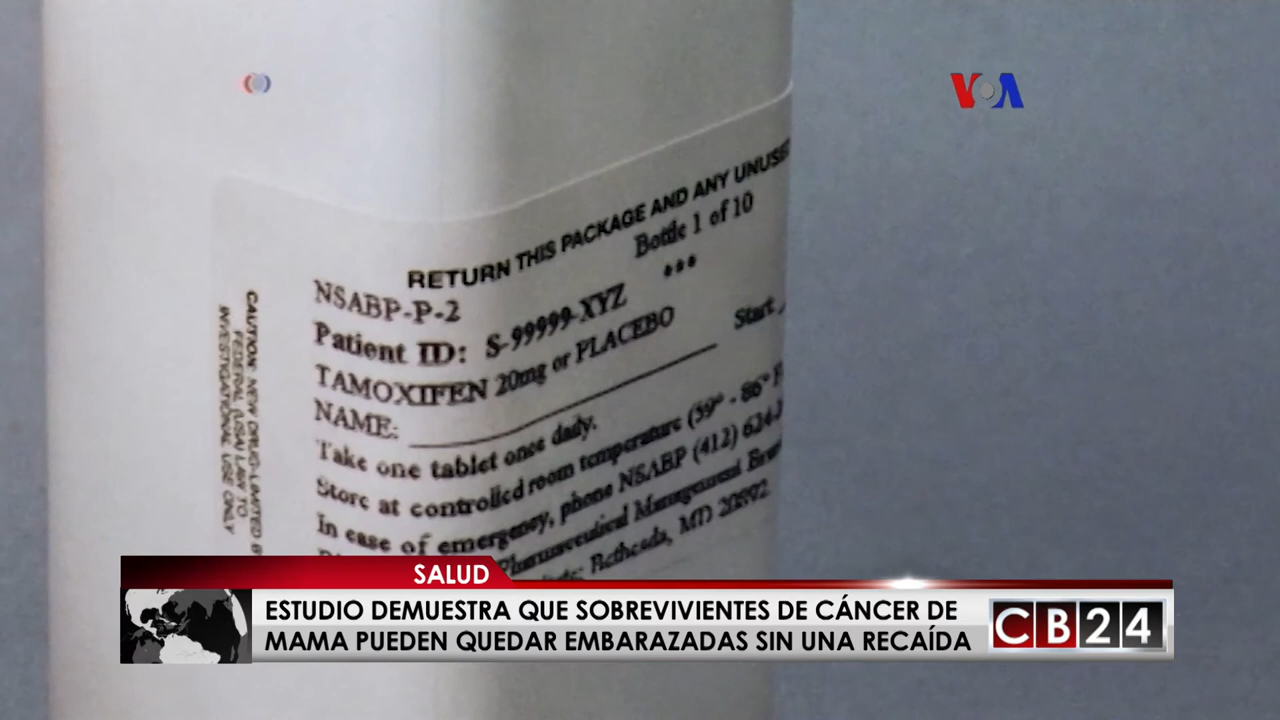 VOA
RETURN THIS PACKAGE AND ANY UNUSED
Bottle 1 of 10
***
NSABP-P-2
Patient ID: S-99999-XYZ
Start
TAMOXIFEN 20mg or PLACEBO
NAME:
Take one tablet once daily.
Store at controlled room temperature (59° - 86° F
In case of emergency, phone NSABP (412) 624-
Pharmaceutical Management
Bethesda, MD 20892
CAUTION: NEW DRUG-LIMITED B
FEDERAL (USA) LAW TO
INVESTIGATIONAL USE ONLY
SALUD
ESTUDIO DEMUESTRA QUE SOBREVIVIENTES DE CÁNCER DE
MAMA PUEDEN QUEDAR EMBARAZADAS SIN UNA RECAÍDA
CB24